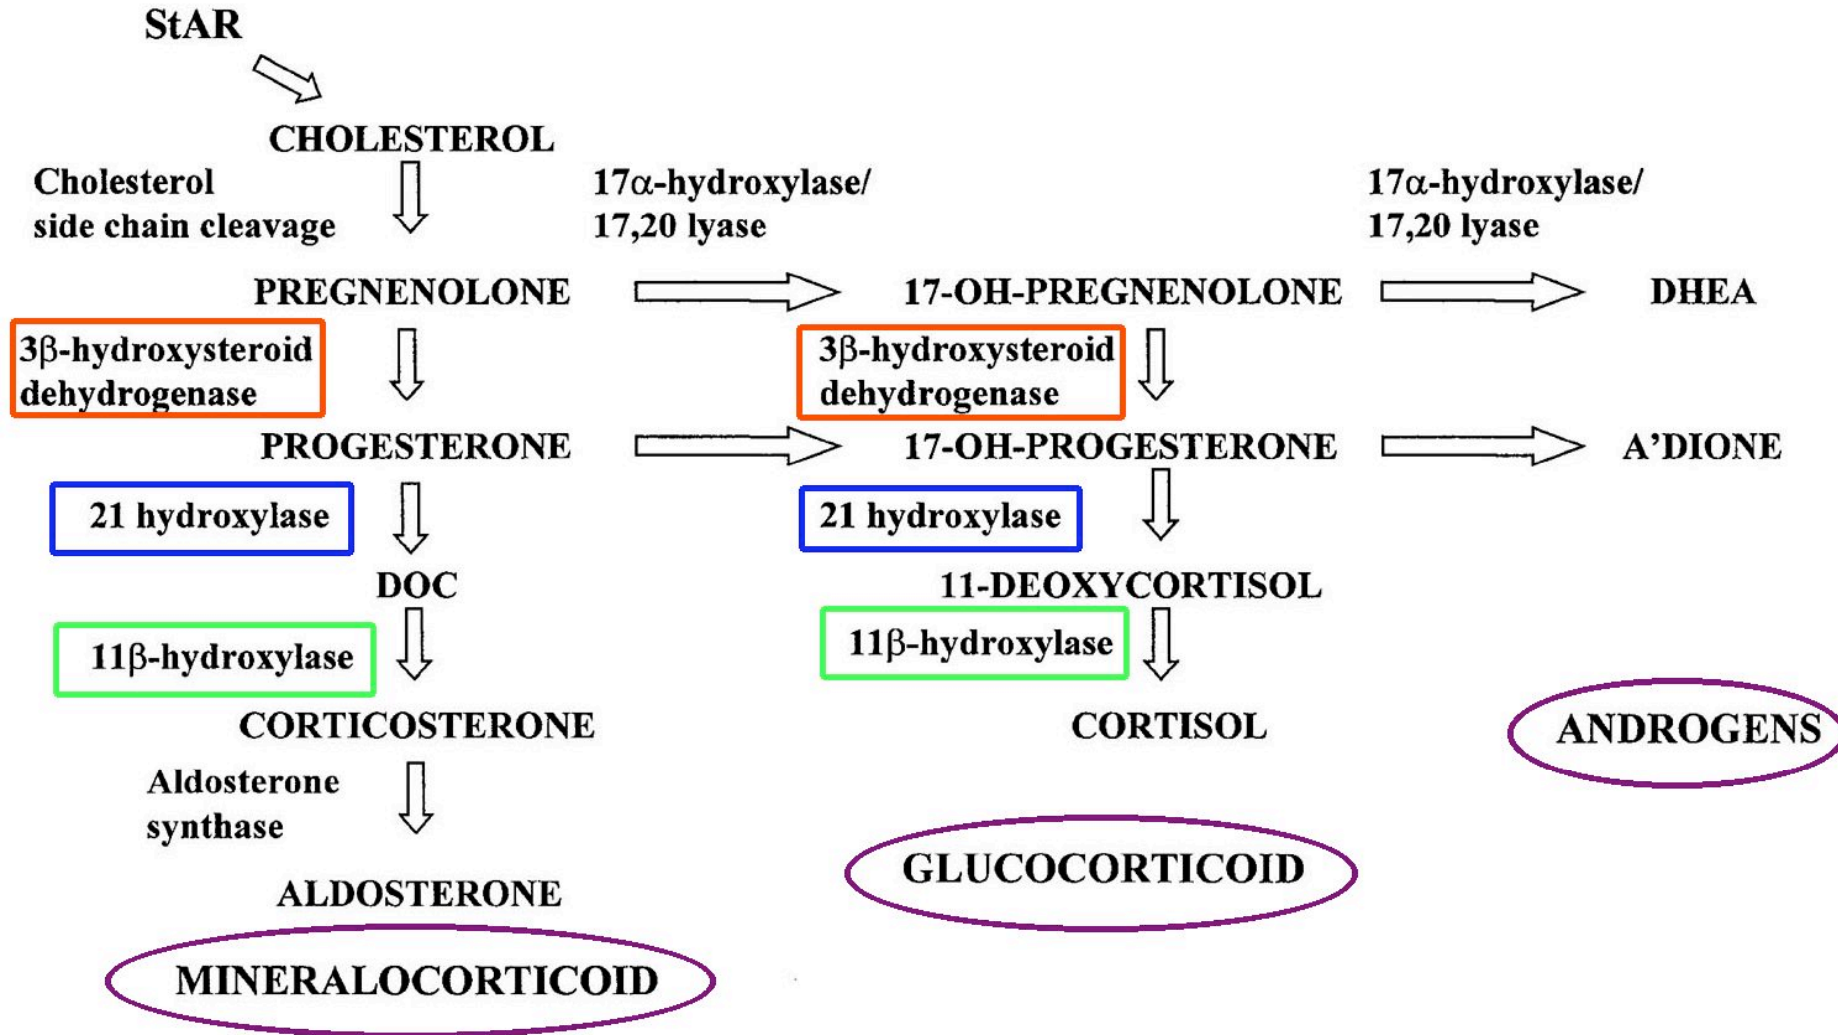 StAR
CHOLESTEROL
Cholesterol
side chain cleavage
17α-hydroxylase/
17,20 lyase
17α-hydroxylase/
17,20 lyase
PREGNENOLONE
17-OH-PREGNENOLONE
DHEA
3β-hydroxysteroid
dehydrogenase
3β-hydroxysteroid
dehydrogenase
PROGESTERONE
17-OH-PROGESTERONE
A'DIONE
21 hydroxylase
21 hydroxylase
DOC
11-DEOXYCORTISOL
11β-hydroxylase
11β-hydroxylase
CORTICOSTERONE
CORTISOL
ANDROGENS
Aldosterone
synthase
GLUCOCORTICOID
ALDOSTERONE
MINERALOCORTICOID